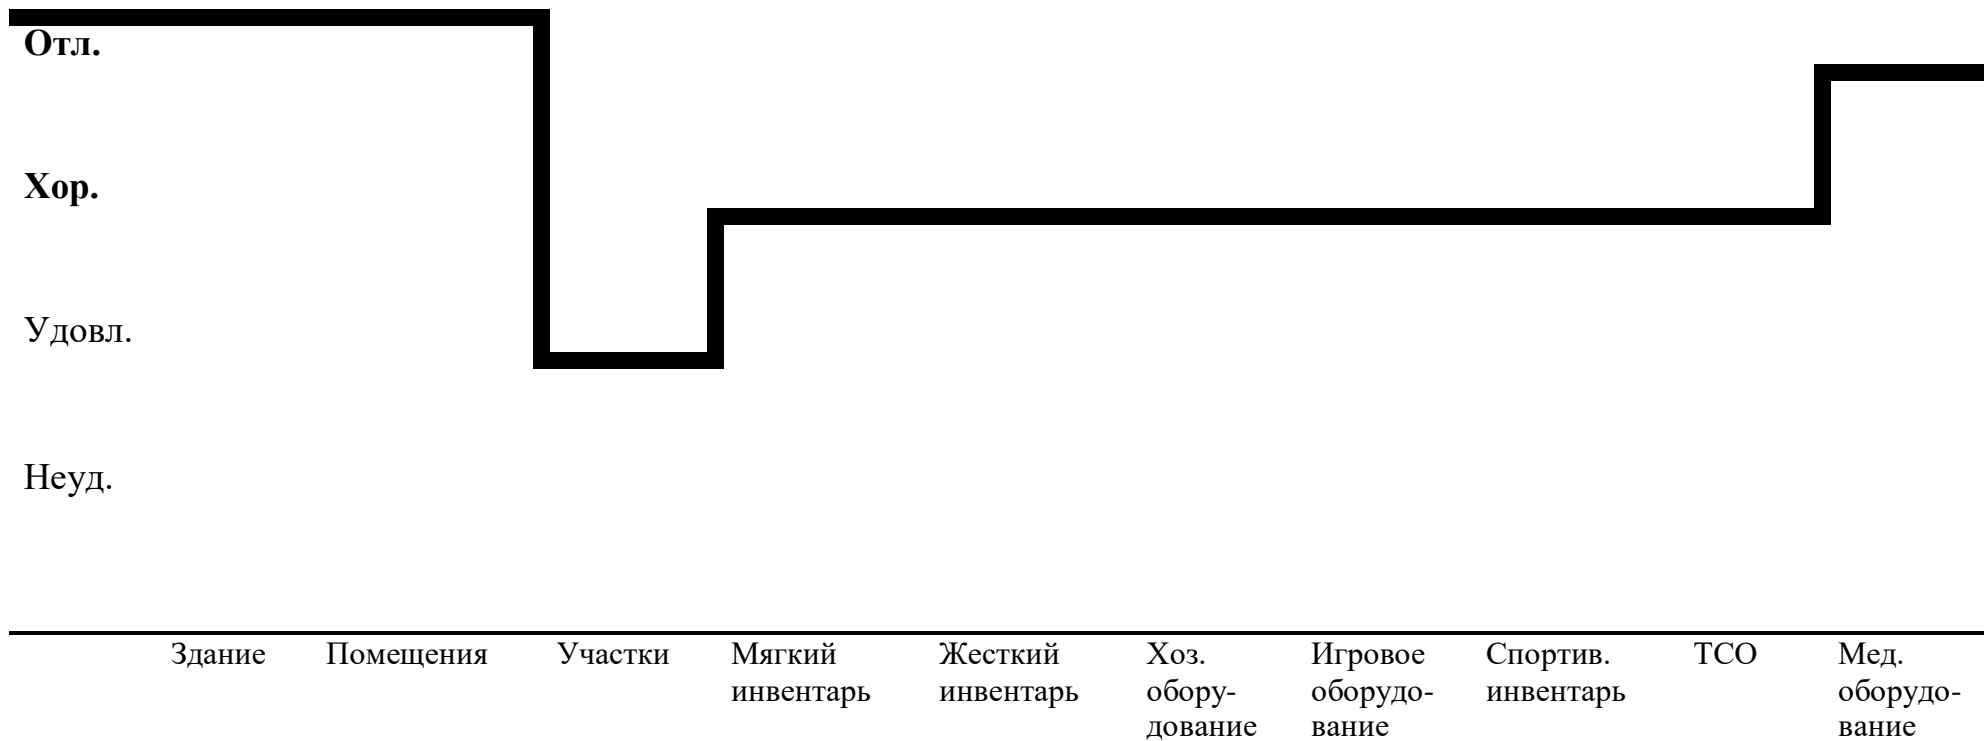 Отл.
Хор.
Удовл.
Неуд.
Здание Помещения Участки Мягкий Жесткий Хоз. Игровое Спортив. ТСО Мед.
инвентарь инвентарь обору- оборудо- инвентарь оборудо-
дование вание вание